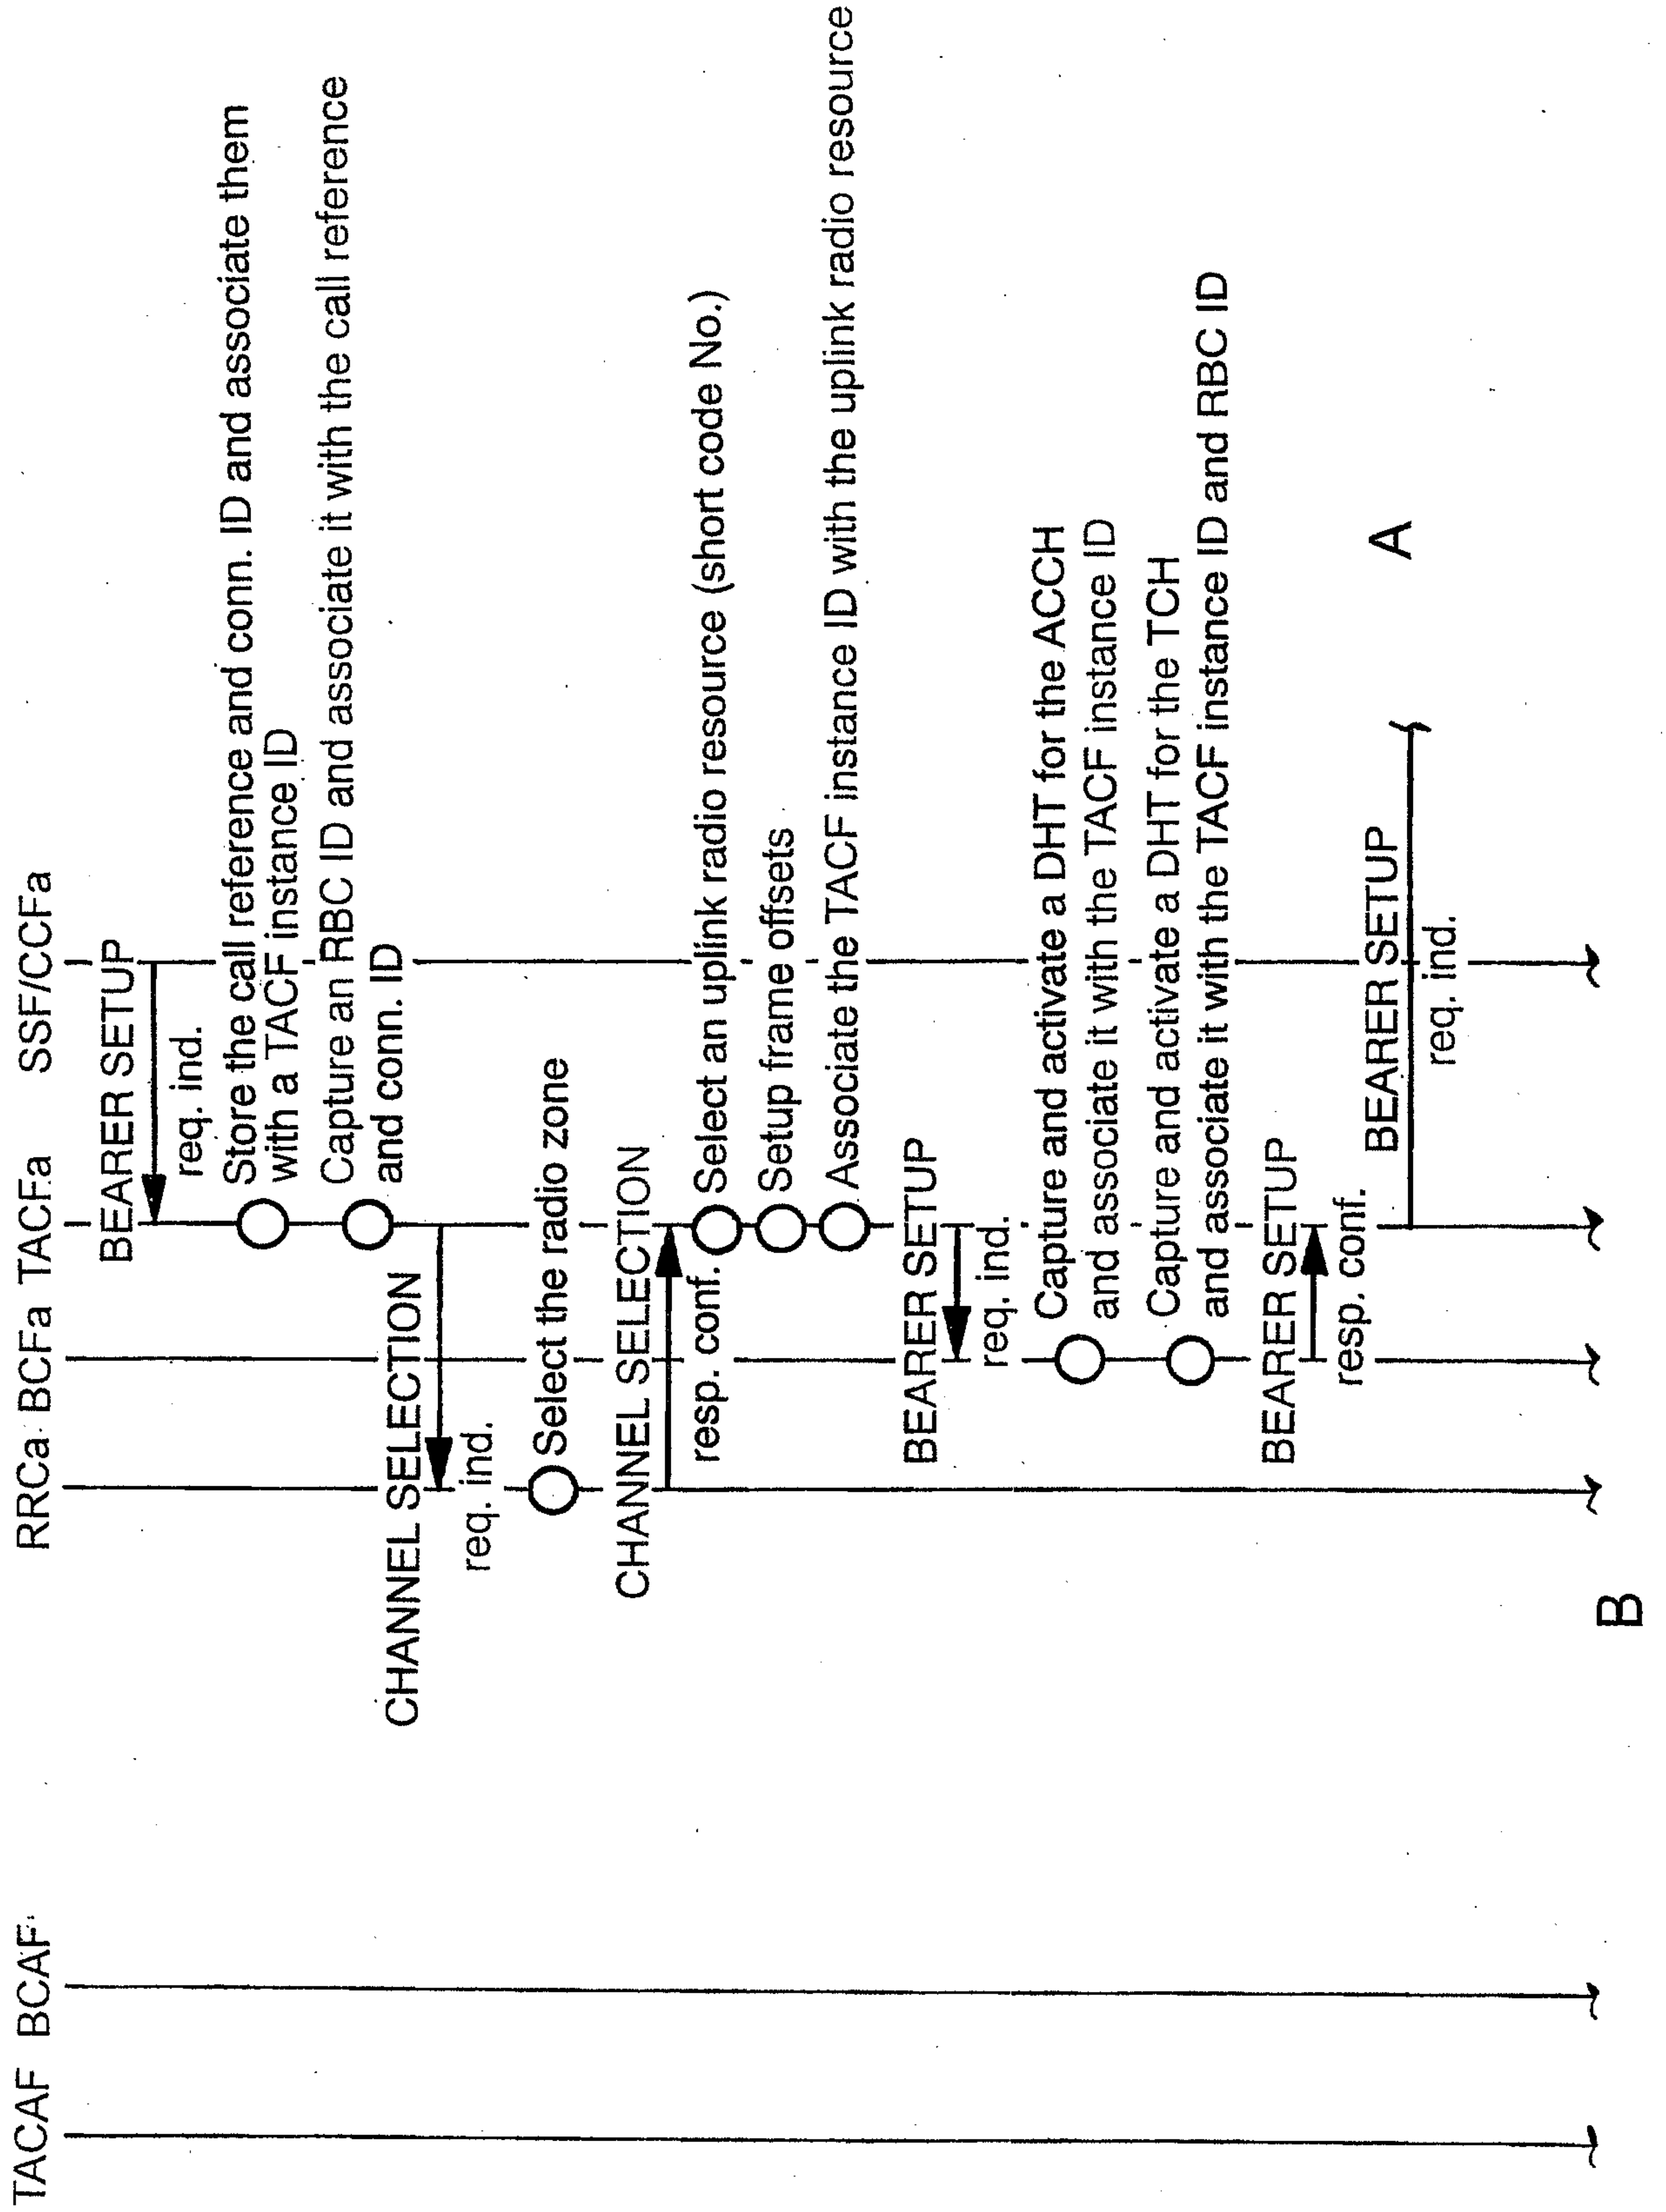 TACAF BCAF RRCa BCFa TACFa SSF/CCFa
BEARER SETUP
req. ind.
Store the call reference and conn. ID and associate them
with a TACF instance ID
Capture an RBC ID and associate it with the call reference
and conn. ID
CHANNEL SELECTION
req. ind.
Select the radio zone
CHANNEL SELECTION
resp. conf.
Select an uplink radio resource (short code No.)
Setup frame offsets
Associate the TACF instance ID with the uplink radio resource
BEARER SETUP
req. ind.
Capture and activate a DHT for the ACCH
and associate it with the TACF instance ID
Capture and activate a DHT for the TCH
and associate it with the TACF instance ID and RBC ID
BEARER SETUP
resp. conf.
BEARER SETUP
req. ind.
A
B